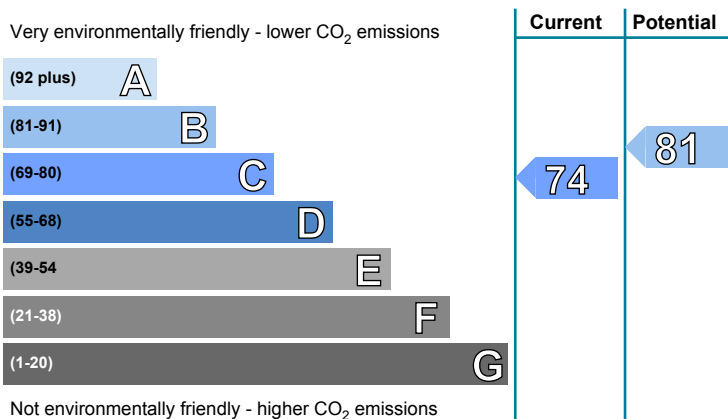 Current Potential
Very environmentally friendly - lower CO2 emissions
(92 plus) A
(81-91) B
81
(69-80) C
74
(55-68) D
(39-54 E
(21-38) F
(1-20) G
Not environmentally friendly - higher CO2 emissions